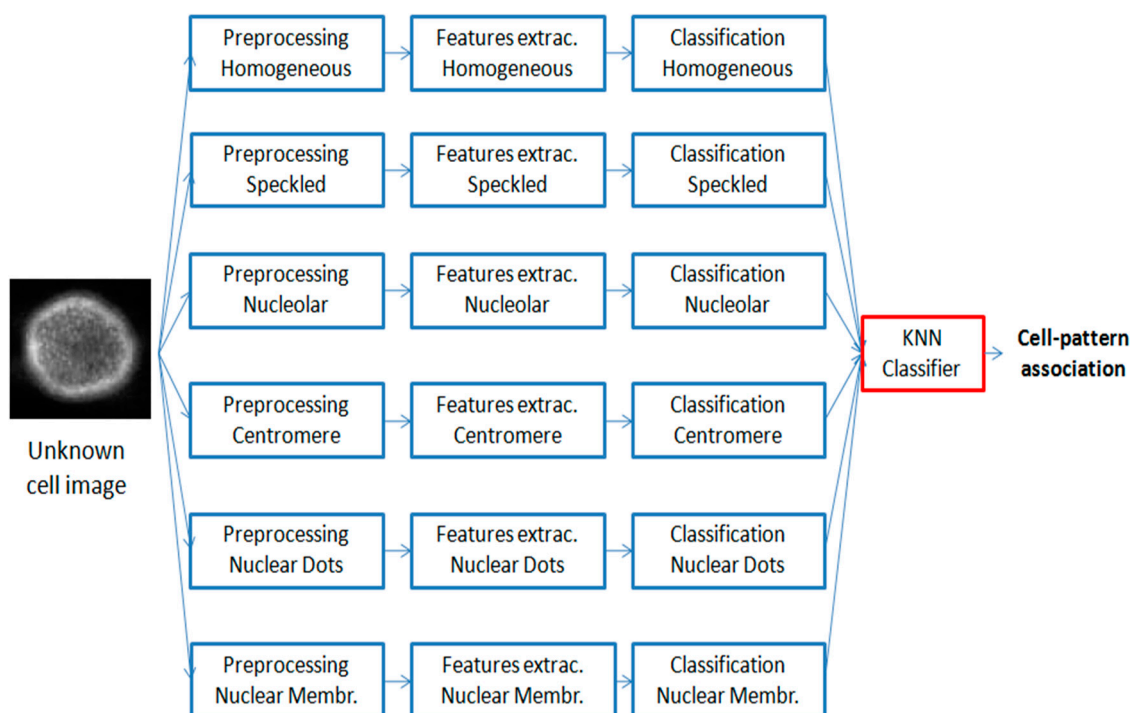 Preprocessing
Homogeneous
Features extrac.
Homogeneous
Classification
Homogeneous
Preprocessing
Speckled
Features extrac.
Speckled
Classification
Speckled
Preprocessing
Nucleolar
Features extrac.
Nucleolar
Classification
Nucleolar
Unknown
cell image
KNN
Classifier
Cell-pattern
association
Preprocessing
Centromere
Features extrac.
Centromere
Classification
Centromere
Preprocessing
Nuclear Dots
Features extrac.
Nuclear Dots
Classification
Nuclear Dots
Preprocessing
Nuclear Membr.
Features extrac.
Nuclear Membr.
Classification
Nuclear Membr.